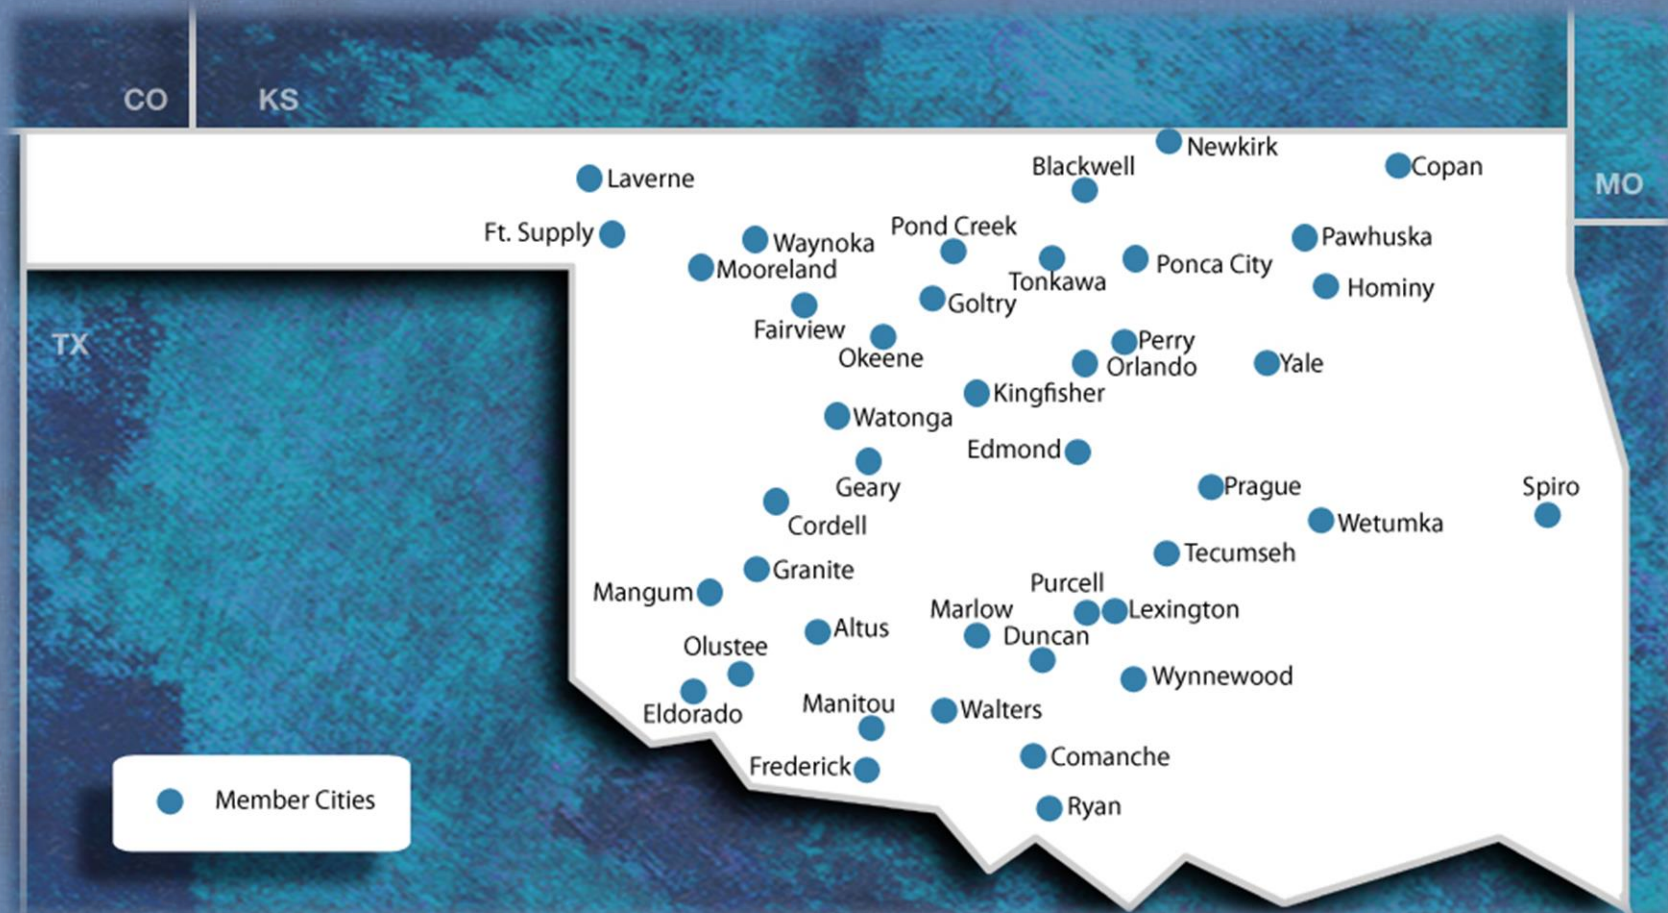 CO
KS
MO
TX
Newkirk
Blackwell
Copan
Laverne
Ft. Supply
Waynoka
Pond Creek
Pawhuska
Mooreland
Tonkawa
Ponca City
Hominy
Goltry
Fairview
Okeene
Perry
Orlando
Yale
Kingfisher
Watonga
Edmond
Geary
Prague
Spiro
Cordell
Wetumka
Tecumseh
Granite
Mangum
Purcell
Lexington
Marlow
Duncan
Altus
Olustee
Wynnewood
Eldorado
Manitou
Walters
Frederick
Comanche
Ryan
Member Cities